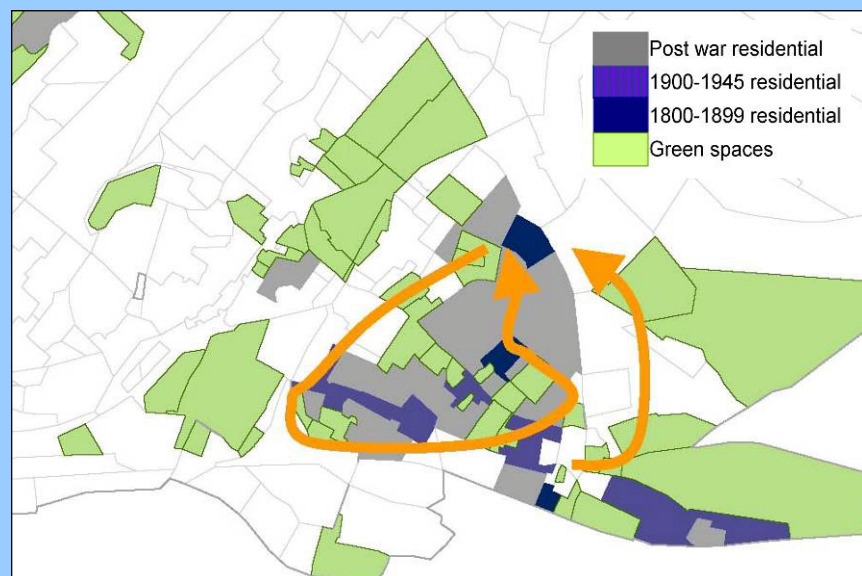 Post war residential
1900-1945 residential
1800-1899 residential
Green spaces